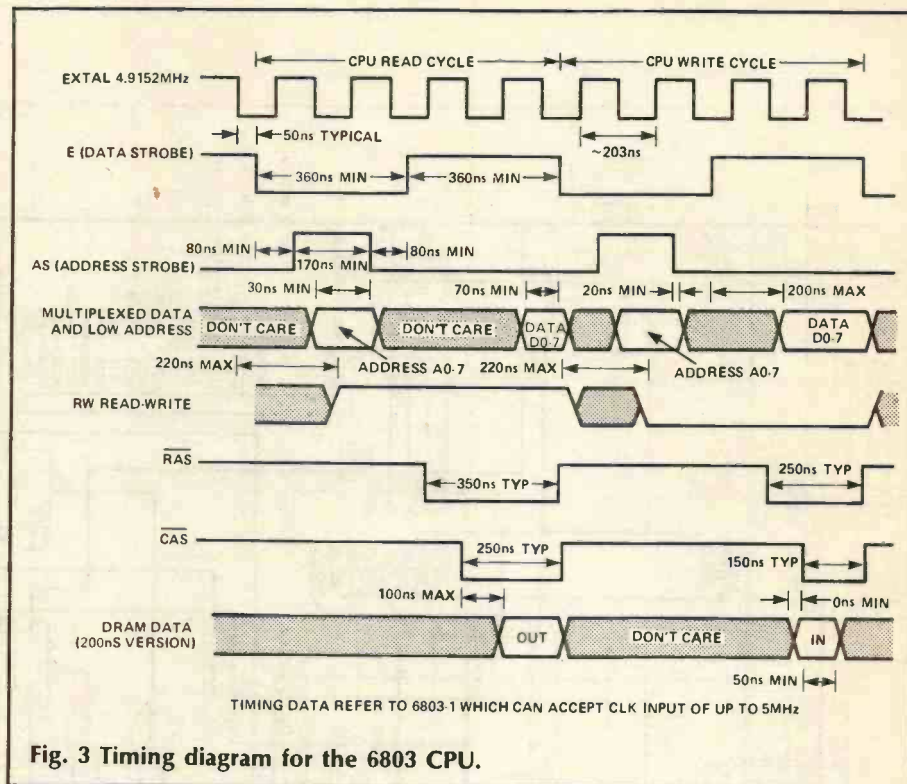 CPU READ CYCLE
CPU WRITE CYCLE
EXTAL 4.9152MHz
50ns TYPICAL
~203ns
E (DATA STROBE)
360ns MIN
360ns MIN
80ns MIN
80ns MIN
AS (ADDRESS STROBE)
170ns MIN
30ns MIN
70ns MIN
20ns MIN
200ns MAX
MULTIPLEXED DATA
AND LOW ADDRESS
DON'T CARE
DON'T CARE
DATA
D0-7
DATA
D0-7
220ns MAX
ADDRESS A0-7
220ns MAX
ADDRESS A0-7
RW READ-WRITE
RAS
350ns TYP
250ns TYP
CAS
250ns TYP
150ns TYP
100ns MAX
0ns MIN
DRAM DATA
(200nS VERSION)
OUT
DON'T CARE
IN
50ns MIN
TIMING DATA REFER TO 6803-1 WHICH CAN ACCEPT CLK INPUT OF UP TO 5MHz
Fig. 3 Timing diagram for the 6803 CPU.